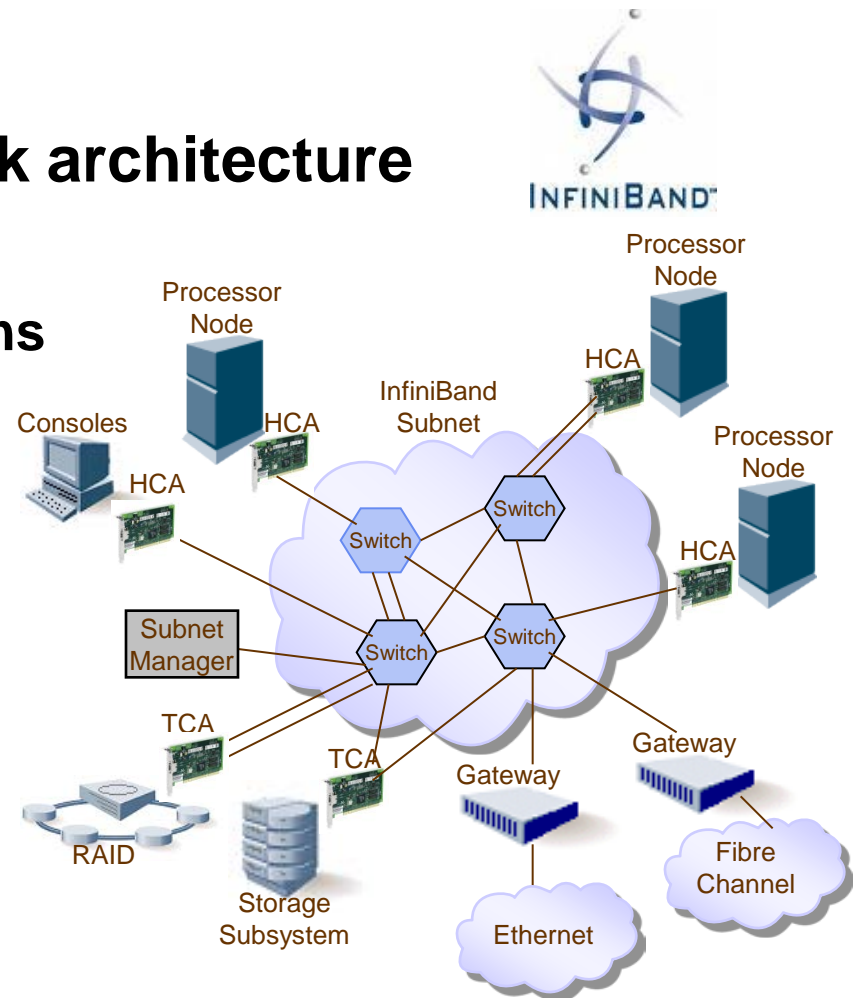 INFINIBAND™
k architecture
ns
Processor
Node
Processor
Node
HCA
InfiniBand
Subnet
Consoles
HCA
Processor
Node
HCA
Switch
Switch
HCA
Subnet
Manager
Switch
Switch
TCA
TCA
Gateway
Gateway
RAID
Fibre
Channel
Storage
Subsystem
Ethernet